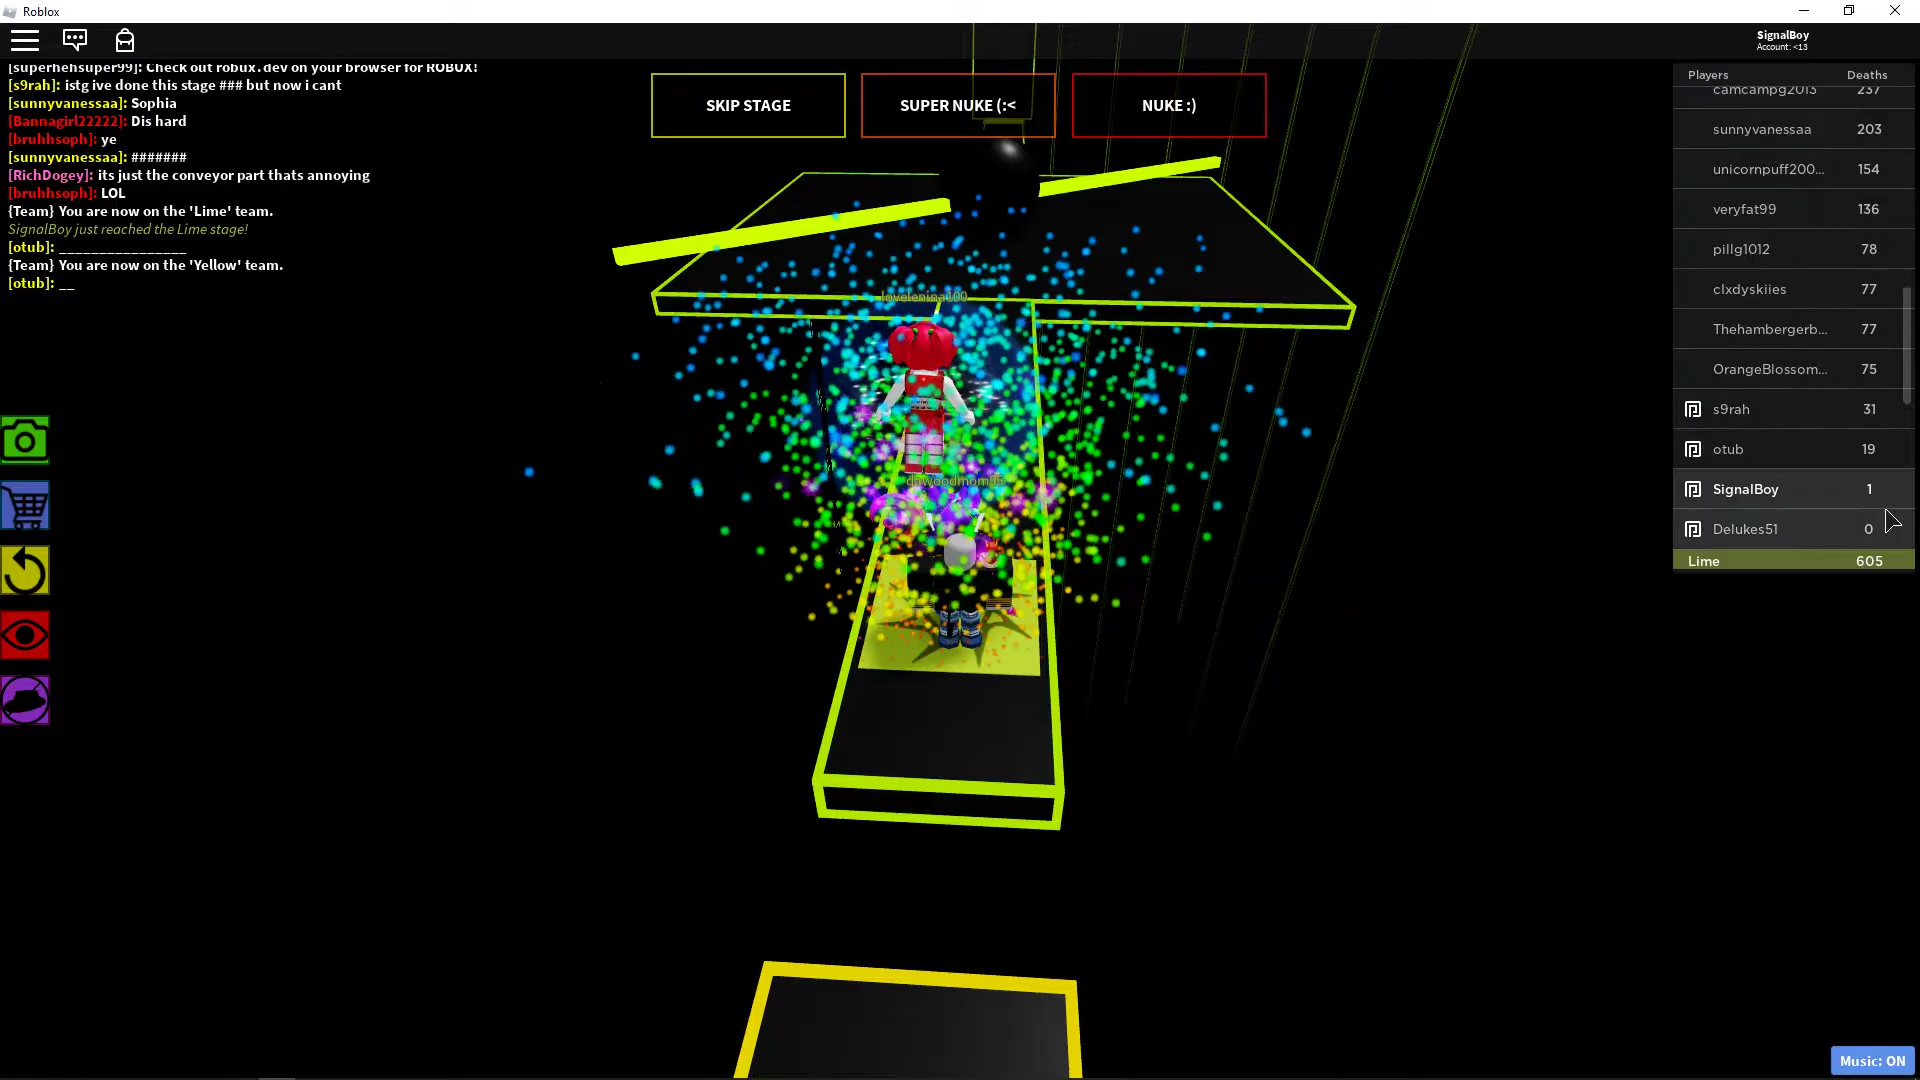 Roblox
SignalBoy
Account: <13
[superhehsuper99]: Check out robux.dev on your browser for ROBUX!
[s9rah]: istg ive done this stage ### but now i cant
[sunnyvanessaa]: Sophia
[Bannagirl22222]: Dis hard
[bruhhsoph]: ye
[sunnyvanessaa]: #######
[RichDogey]: its just the conveyor part thats annoying
[bruhhsoph]: LOL
{Team} You are now on the 'Lime' team.
SignalBoy just reached the Lime stage!
[otub]: ________________
{Team} You are now on the 'Yellow' team.
[otub]: __
SKIP STAGE
SUPER NUKE (:<
NUKE :)
lovelenina100
dawoodmom85
Players Deaths
camcampg2013 237
sunnyvanessaa 203
unicornpuff200... 154
veryfat99 136
pillg1012 78
clxdyskiies 77
Thehambergerb... 77
OrangeBlossom... 75
s9rah 31
otub 19
SignalBoy 1
Delukes51 0
Lime 605
Music: ON